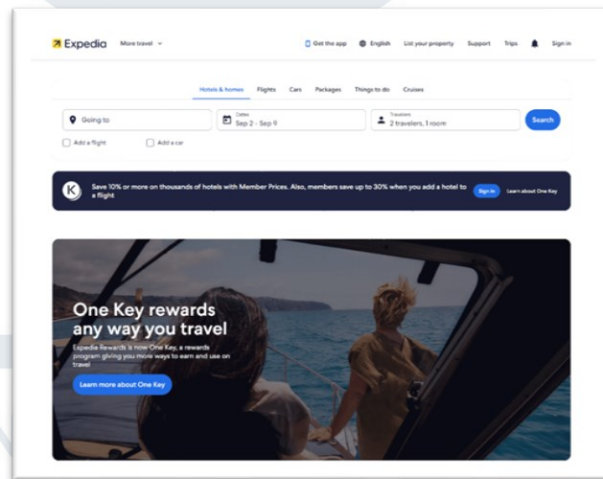 Expedia
More travel
Get the app
English
List your property
Support
Trips
Sign in
Hotels & homes
Flights
Cars
Packages
Things to do
Cruises
Going to
Dates
Sep 2 - Sep 9
Travelers
2 travelers, 1 room
Search
Add a flight
Add a car
K
Save 10% or more on thousands of hotels with Member Prices. Also, members save up to 30% when you add a hotel to
a flight
Sign in
Learn about One Key
One Key rewards
any way you travel
Expedia Rewards is now One Key, a rewards
program giving you more ways to earn and use on
travel
Learn more about One Key